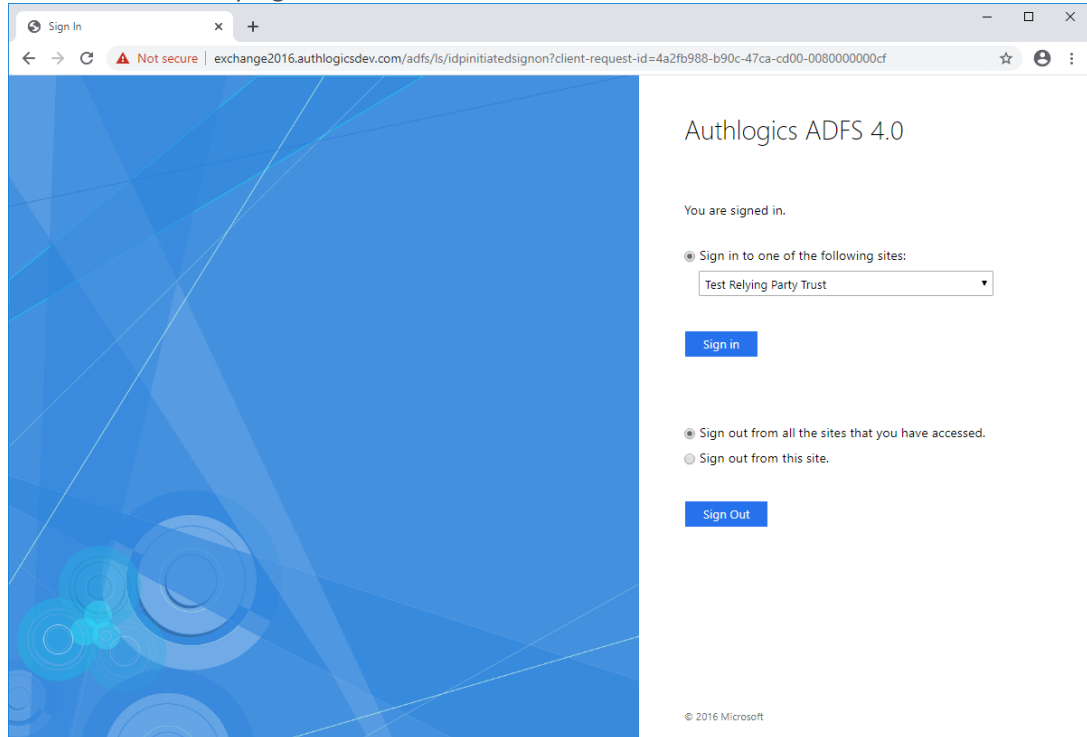 Sign In
Not secure
exchange2016.authlogicsdev.com/adfs/ls/idpinitiatedsignon?client-request-id=4a2fb988-b90c-47ca-cd00-0080000000cf
Authlogics ADFS 4.0
You are signed in.
Sign in to one of the following sites:
Test Relying Party Trust
Sign in
Sign out from all the sites that you have accessed.
Sign out from this site.
Sign Out
© 2016 Microsoft